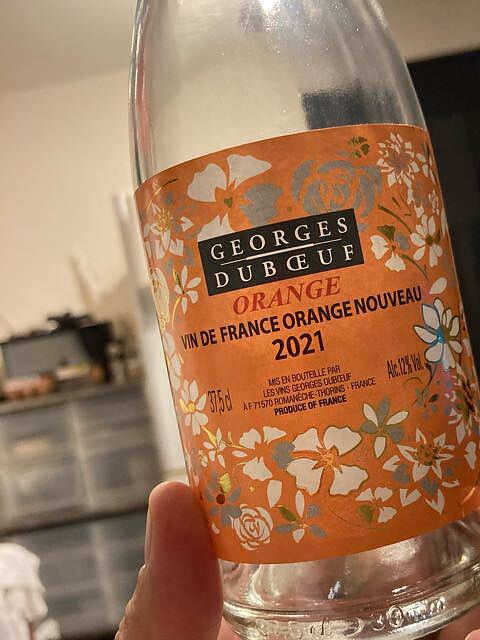 GEORGES
DUBŒUF
ORANGE
VIN DE FRANCE ORANGE NOUVEAU
2021
37,5 cl
MIS EN BOUTEILLE PAR
LES VINS GEORGES DUBŒUF
A F 71570 ROMANÈCHE-THORINS - FRANCE
PRODUCE OF FRANCE
Alc.12% Vol.